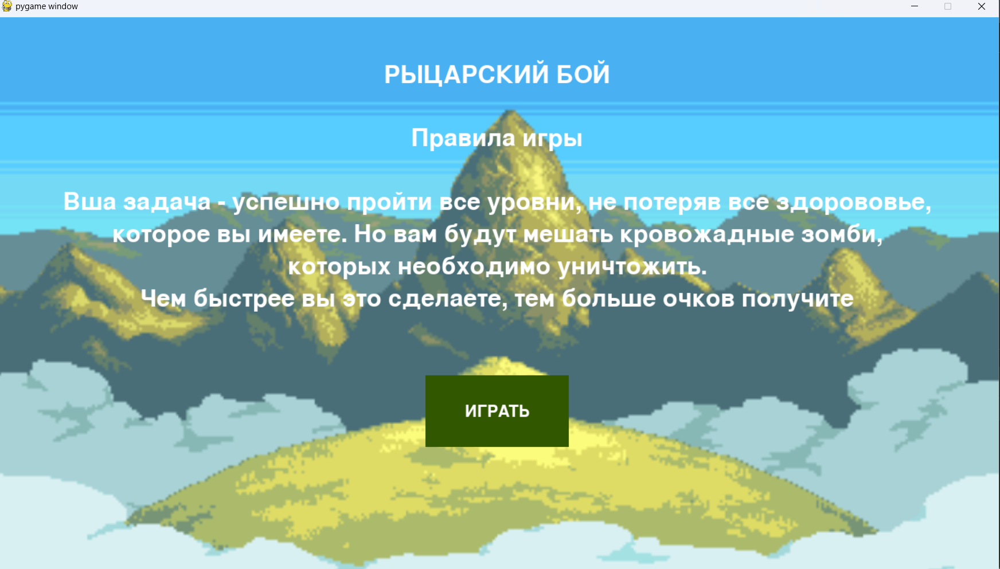 pygame window
РЫЦАРСКИЙ БОЙ
Правила игры
Вша задача - успешно пройти все уровни, не потеряв все здорововье,
которое вы имеете. Но вам будут мешать кровожадные зомби,
которых необходимо уничтожить.
Чем быстрее вы это сделаете, тем больше очков получите
ИГРАТЬ